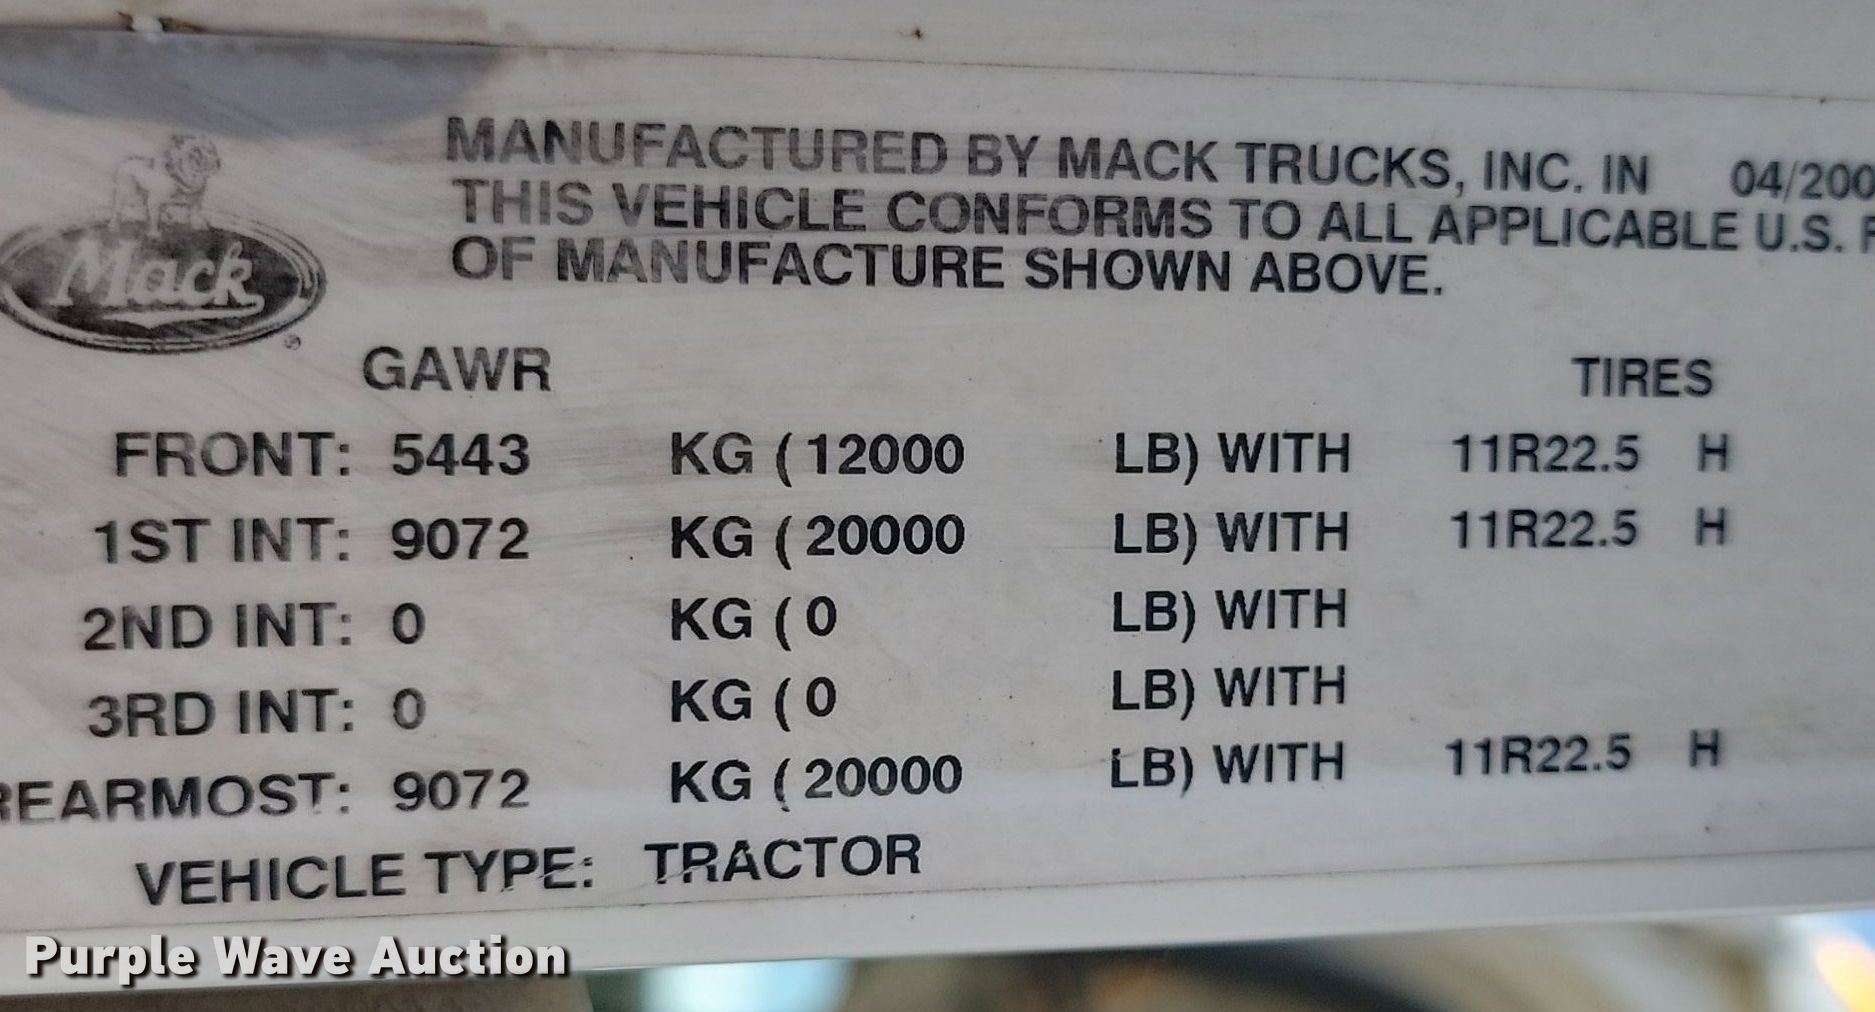 Mack
®
MANUFACTURED BY MACK TRUCKS, INC. IN 04/200
THIS VEHICLE CONFORMS TO ALL APPLICABLE U.S.
OF MANUFACTURE SHOWN ABOVE.
GAWR TIRES
FRONT: 5443 KG (12000 LB) WITH 11R22.5 H
1ST INT: 9072 KG (20000 LB) WITH 11R22.5 H
2ND INT: 0 KG (0 LB) WITH
3RD INT: 0 KG (0 LB) WITH
REARMOST: 9072 KG (20000 LB) WITH 11R22.5 H
VEHICLE TYPE: TRACTOR
Purple Wave Auction